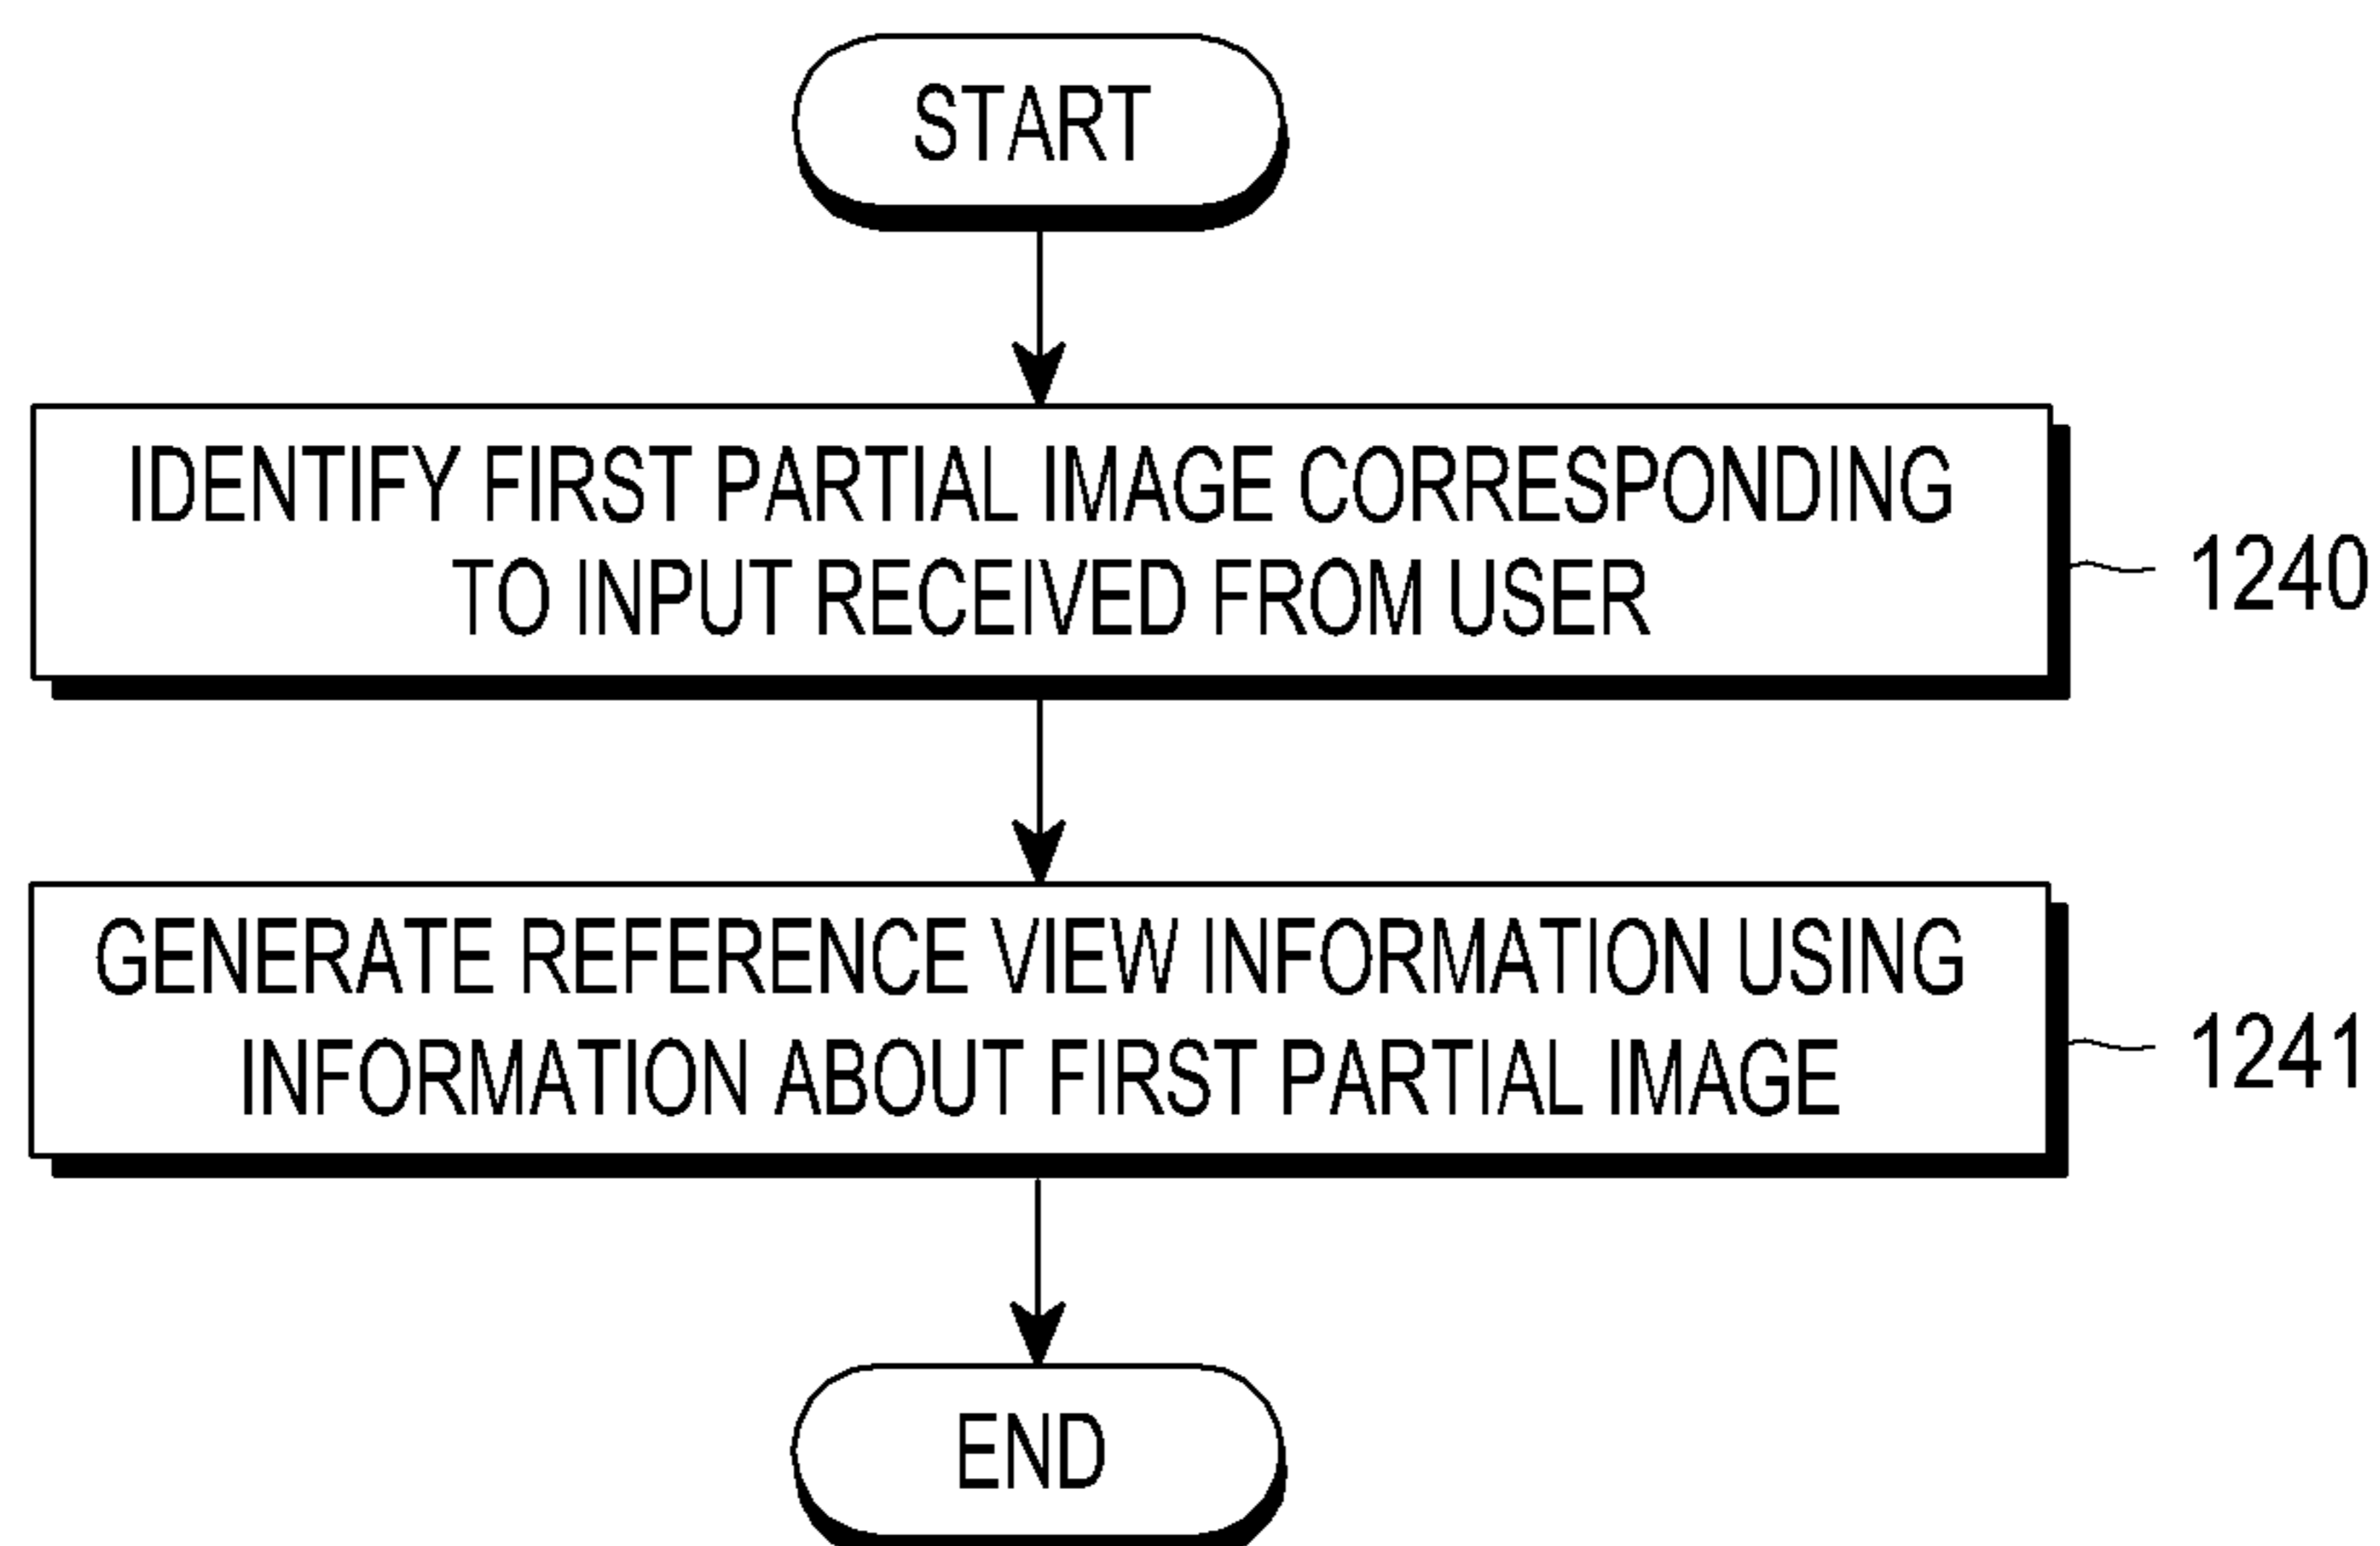 START
IDENTIFY FIRST PARTIAL IMAGE CORRESPONDING
TO INPUT RECEIVED FROM USER
1240
GENERATE REFERENCE VIEW INFORMATION USING
INFORMATION ABOUT FIRST PARTIAL IMAGE
1241
END